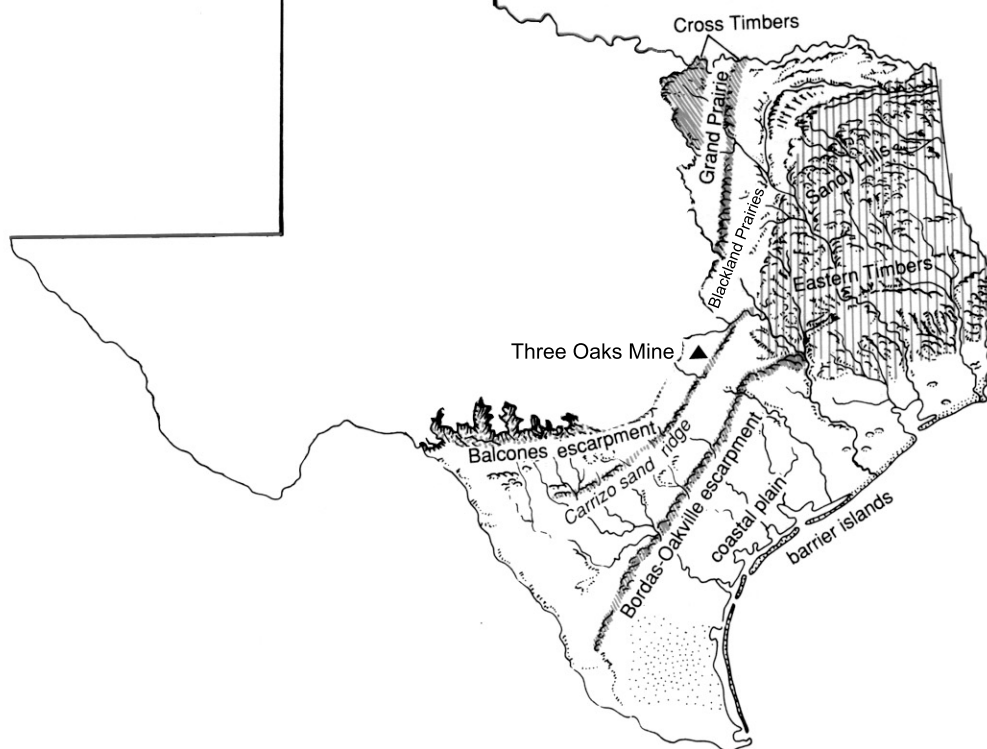 Cross Timbers
Grand Prairie
Sandy Hills
Blackland Prairies
Eastern Timbers
Three Oaks Mine
Balcones escarpment
Carrizo sand ridge
Bordas-Oakville escarpment
coastal plain
barrier islands